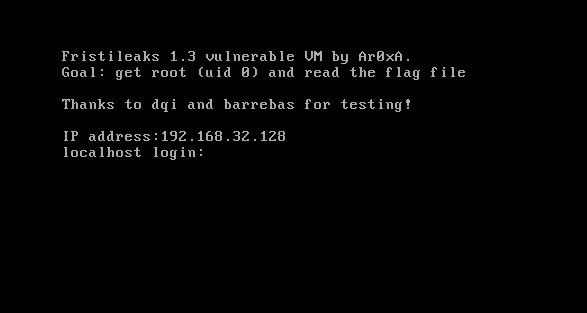 Fristileaks 1.3 vulnerable VM by Ar0xA.
Goal: get root (uid 0) and read the flag file
Thanks to dqi and barrebas for testing!
IP address:192.168.32.128
localhost login: